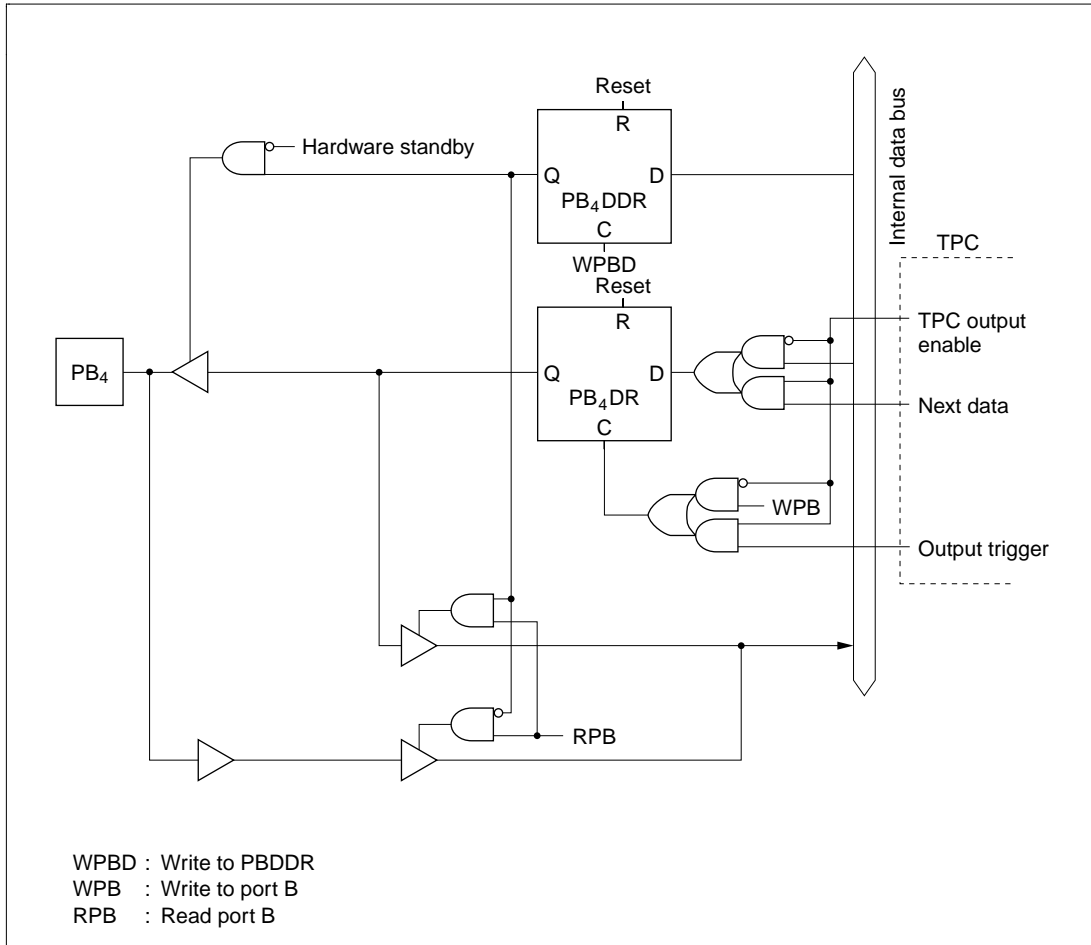 Reset
R
Hardware standby
Q
D
PB4DDR
C
WPBD
Internal data bus
TPC
Reset
R
TPC output
enable
PB4
Q
D
PB4DR
C
Next data
WPB
Output trigger
RPB
WPBD : Write to PBDDR
WPB : Write to port B
RPB : Read port B